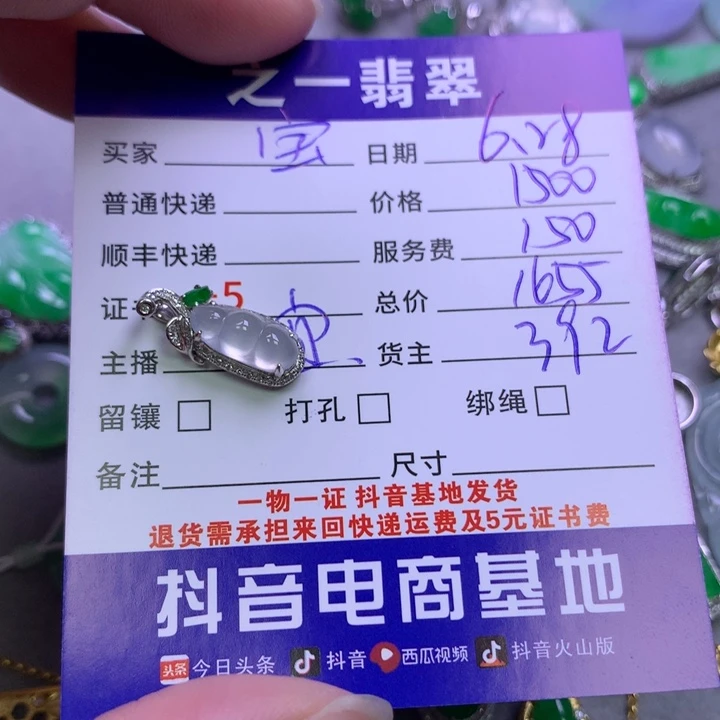 之一翡翠
买家 宝 日期 6.28
普通快递 价格 1500
顺丰快递 服务费 150
证 +5 总价 1655
主播 货主 392
留镶 □ 打孔 □ 绑绳 □
备注 尺寸
一物一证 抖音基地发货
退货需承担来回快递运费及5元证书费
抖音电商基地
头条 今日头条 抖音 西瓜视频 抖音火山版